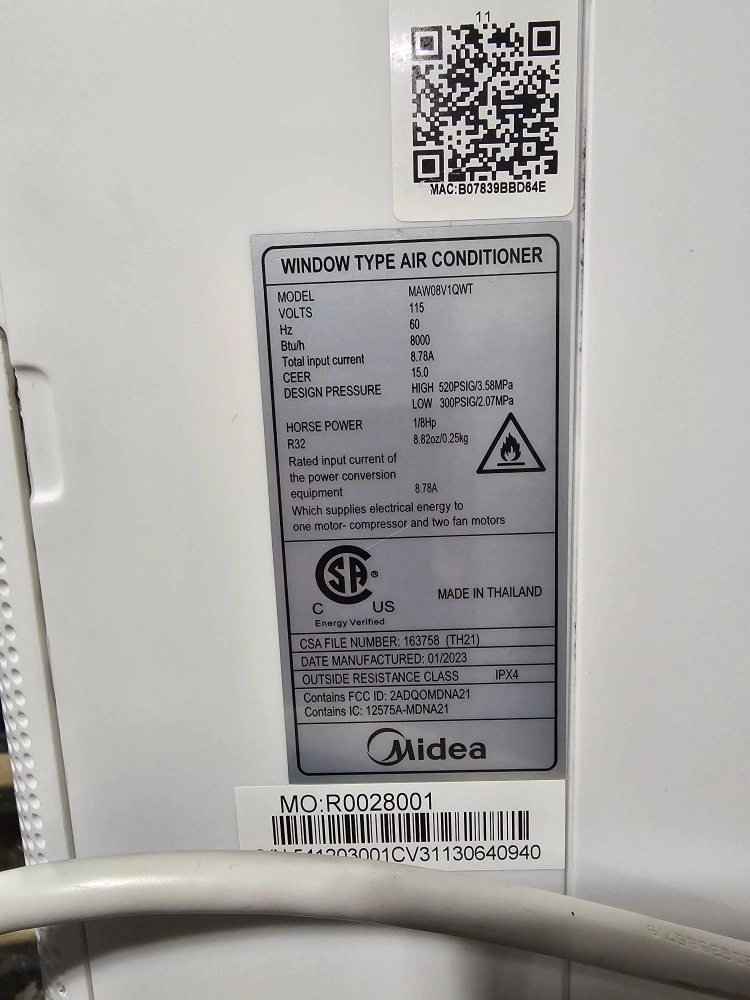 11
MAC:B07839BBD64E
WINDOW TYPE AIR CONDITIONER
MODEL MAW08V1QWT
VOLTS 115
Hz 60
Btu/h 8000
Total input current 8.78A
CEER 15.0
DESIGN PRESSURE HIGH 520PSIG/3.58MPa
LOW 300PSIG/2.07MPa
HORSE POWER 1/8Hp
R32 8.82oz/0.25kg
Rated input current of
the power conversion
equipment 8.78A
Which supplies electrical energy to
one motor- compressor and two fan motors
CSA ®
C US
Energy Verified
MADE IN THAILAND
CSA FILE NUMBER: 163758 (TH21)
DATE MANUFACTURED: 01/2023
OUTSIDE RESISTANCE CLASS IPX4
Contains FCC ID: 2ADQOMDNA21
Contains IC: 12575A-MDNA21
Midea
MO:R0028001
541203001CV31130640940